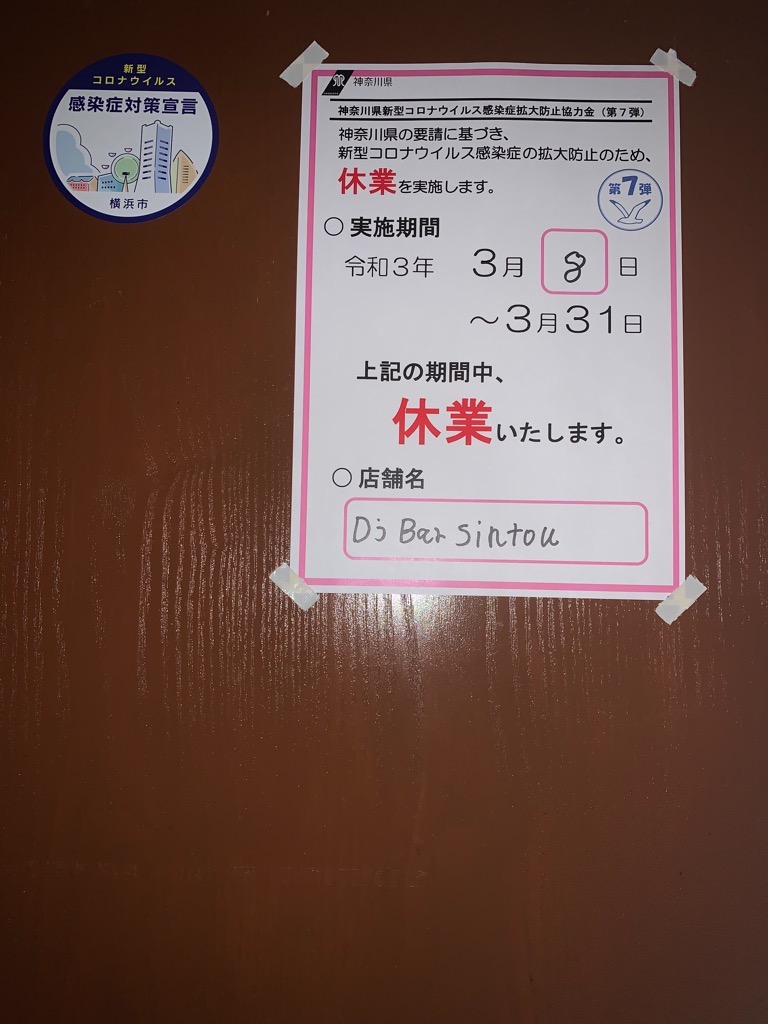 新型
コロナウイルス
感染症対策宣言
横浜市
神奈川県
神奈川県新型コロナウイルス感染症拡大防止協力金（第７弾）
神奈川県の要請に基づき、
新型コロナウイルス感染症の拡大防止のため、
休業を実施します。
第7弾
○ 実施期間
令和３年 ３月 8 日
～３月３１日
上記の期間中、
休業いたします。
○ 店舗名
Dj Bar sintou